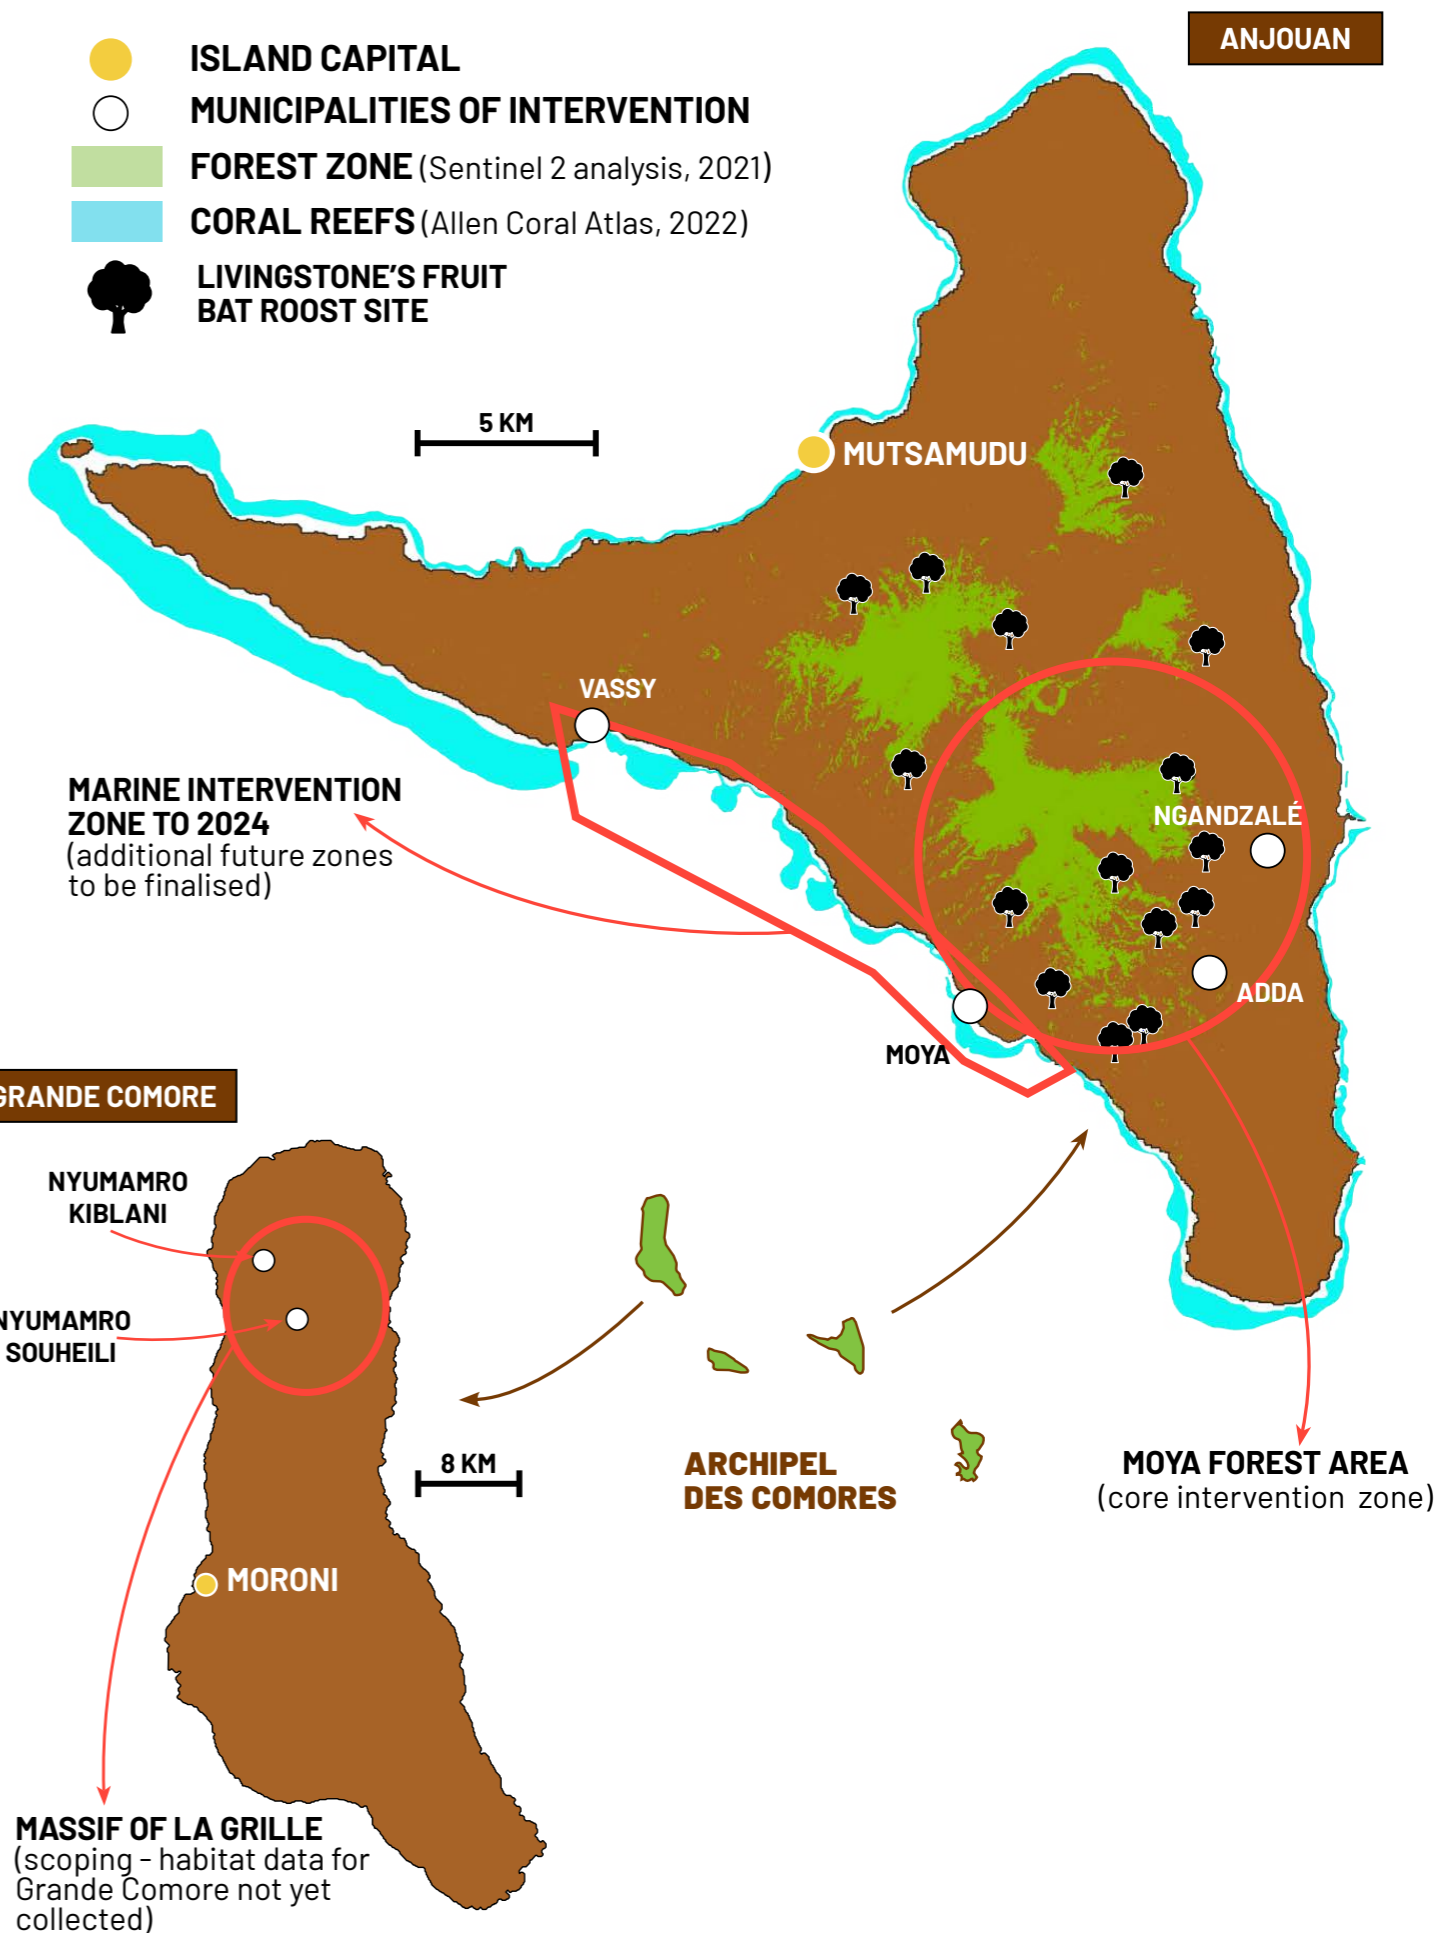 ANJOUAN
ISLAND CAPITAL
MUNICIPALITIES OF INTERVENTION
FOREST ZONE (Sentinel 2 analysis, 2021)
CORAL REEFS (Allen Coral Atlas, 2022)
LIVINGSTONE'S FRUIT
BAT ROOST SITE
5 KM
MUTSAMUDU
VASSY
MARINE INTERVENTION
ZONE TO 2024
(additional future zones
to be finalised)
NGANDZALÉ
ADDA
MOYA
GRANDE COMORE
NYUMAMRO
KIBLANI
NYUMAMRO
SOUHEILI
8 KM
ARCHIPEL
DES COMORES
MOYA FOREST AREA
(core intervention zone)
MORONI
MASSIF OF LA GRILLE
(scoping - habitat data for
Grande Comore not yet
collected)